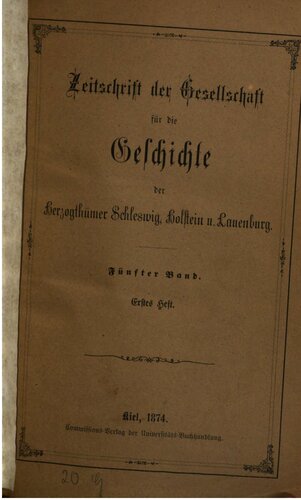 Zeitschrift der Gesellschaft
für die
Geschichte
der
Herzogthümer Schleswig, Holstein u. Lauenburg.
Fünfter Band.
Erstes Heft.
Kiel, 1874.
Commissions-Verlag der Universitäts-Buchhandlung.
20.